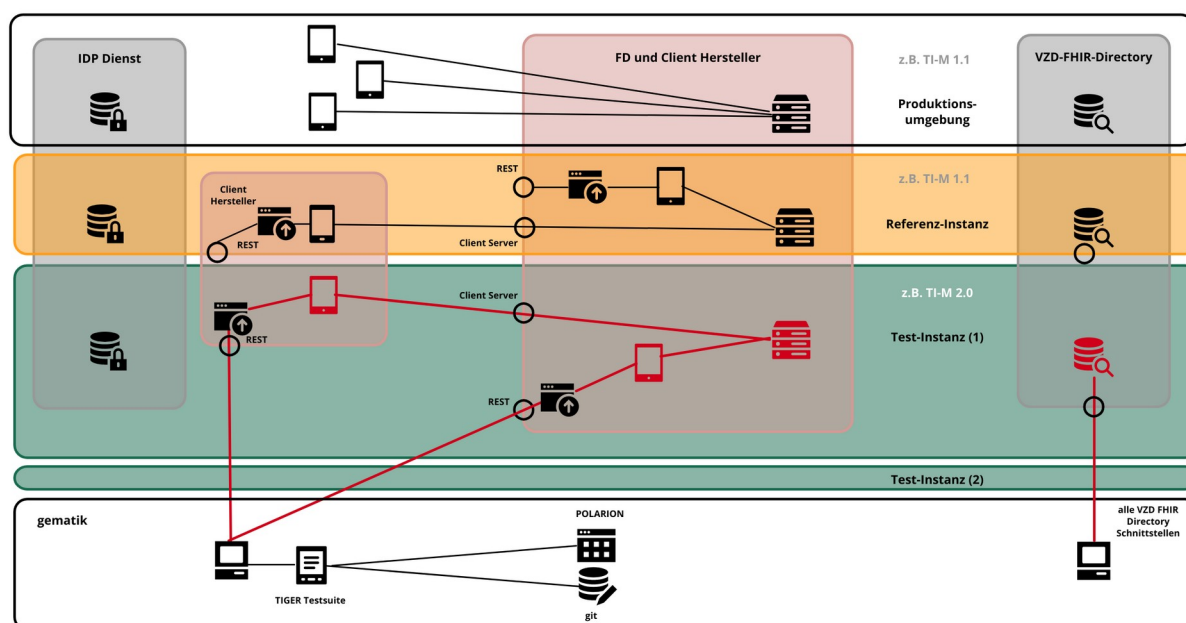 IDP Dienst
FD und Client Hersteller
z.B. TI-M 1.1
VZD-FHIR-Directory
Produktions-
umgebung
REST
z.B. TI-M 1.1
Client
Hersteller
REST
Client Server
Referenz-Instanz
Client Server
z.B. TI-M 2.0
REST
Test-Instanz (1)
REST
Test-Instanz (2)
gematik
POLARION
alle VZD FHIR
Directory
Schnittstellen
TIGER Testsuite
git